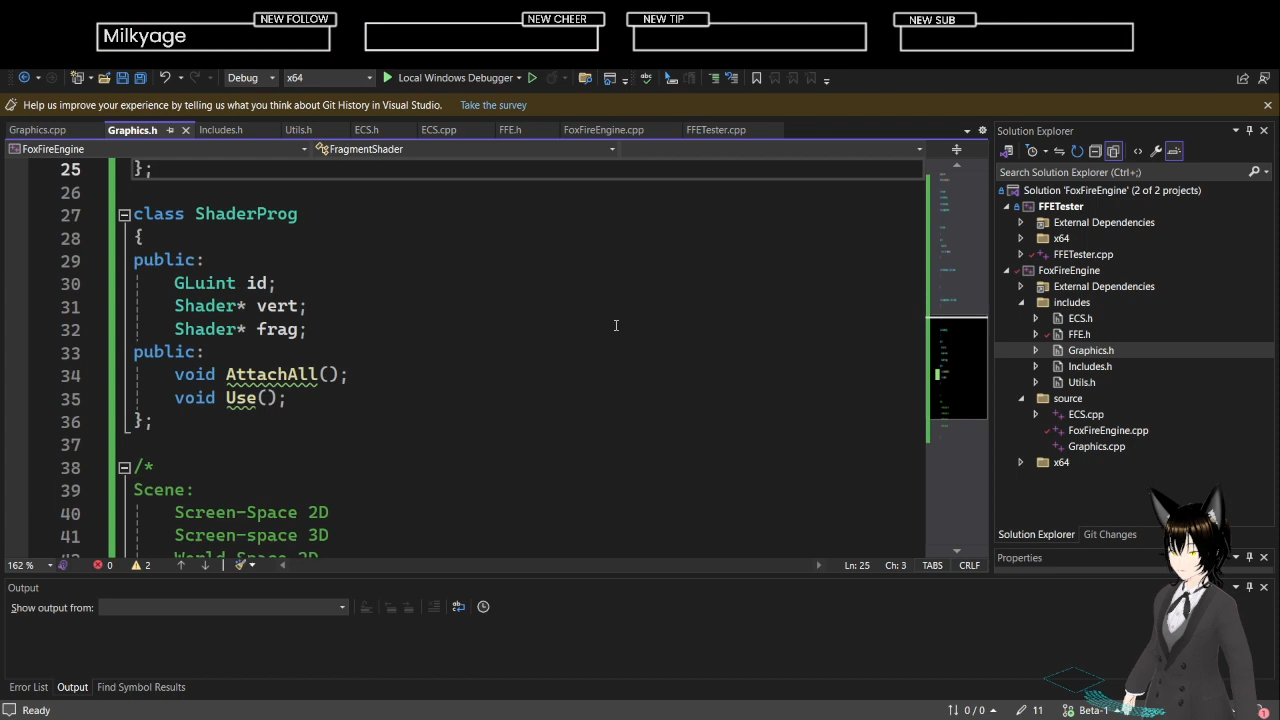 NEW FOLLOW
Milkyage
NEW CHEER
NEW TIP
NEW SUB
Debug
x64
Local Windows Debugger
Help us improve your experience by telling us what you think about Git History in Visual Studio. Take the survey
Graphics.cpp
Graphics.h
Includes.h
Utils.h
ECS.h
ECS.cpp
FFE.h
FoxFireEngine.cpp
FFETester.cpp
FoxFireEngine
FragmentShader
25 };
26
27 class ShaderProg
28 {
29 public:
30 GLuint id;
31 Shader* vert;
32 Shader* frag;
33 public:
34 void AttachAll();
35 void Use();
36 };
37
38 /*
39 Scene:
40 Screen-Space 2D
41 Screen-space 3D
42 World Space 2D
162 %
0
2
Ln: 25
Ch: 3
TABS
CRLF
Solution Explorer
Search Solution Explorer (Ctrl+;)
Solution 'FoxFireEngine' (2 of 2 projects)
FFETester
External Dependencies
x64
FFETester.cpp
FoxFireEngine
External Dependencies
includes
ECS.h
FFE.h
Graphics.h
Includes.h
Utils.h
source
ECS.cpp
FoxFireEngine.cpp
Graphics.cpp
x64
Solution Explorer
Git Changes
Properties
Output
Show output from:
Error List
Output
Find Symbol Results
Ready
0 / 0
11
Beta-1
1